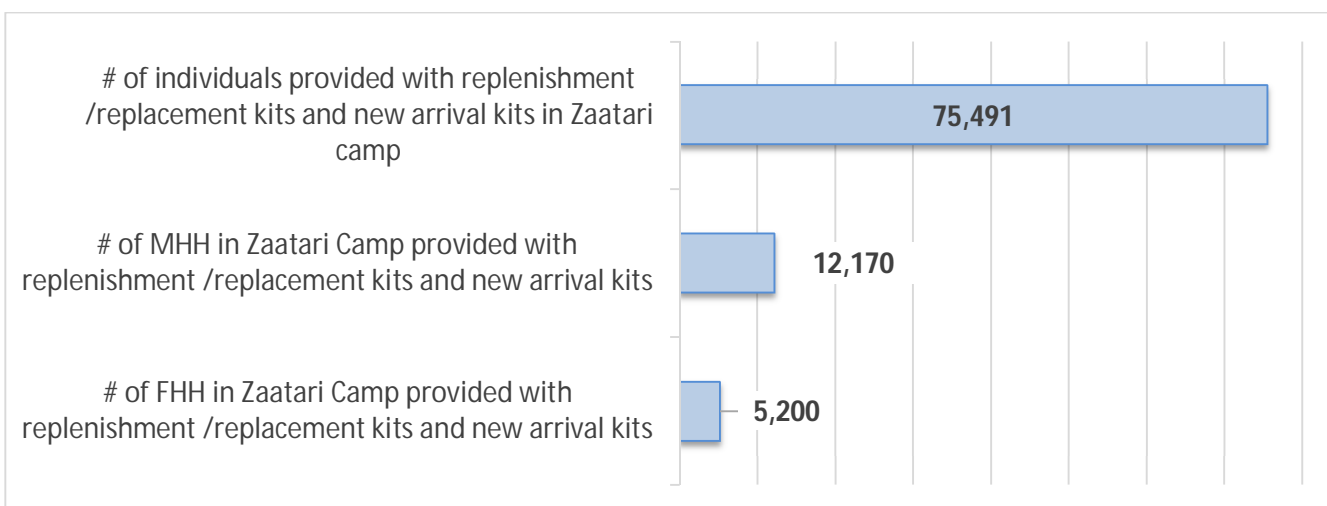 # of individuals provided with replenishment
/replacement kits and new arrival kits in Zaatari
camp
75,491
# of MHH in Zaatari Camp provided with
replenishment /replacement kits and new arrival kits
12,170
# of FHH in Zaatari Camp provided with
replenishment /replacement kits and new arrival kits
5,200